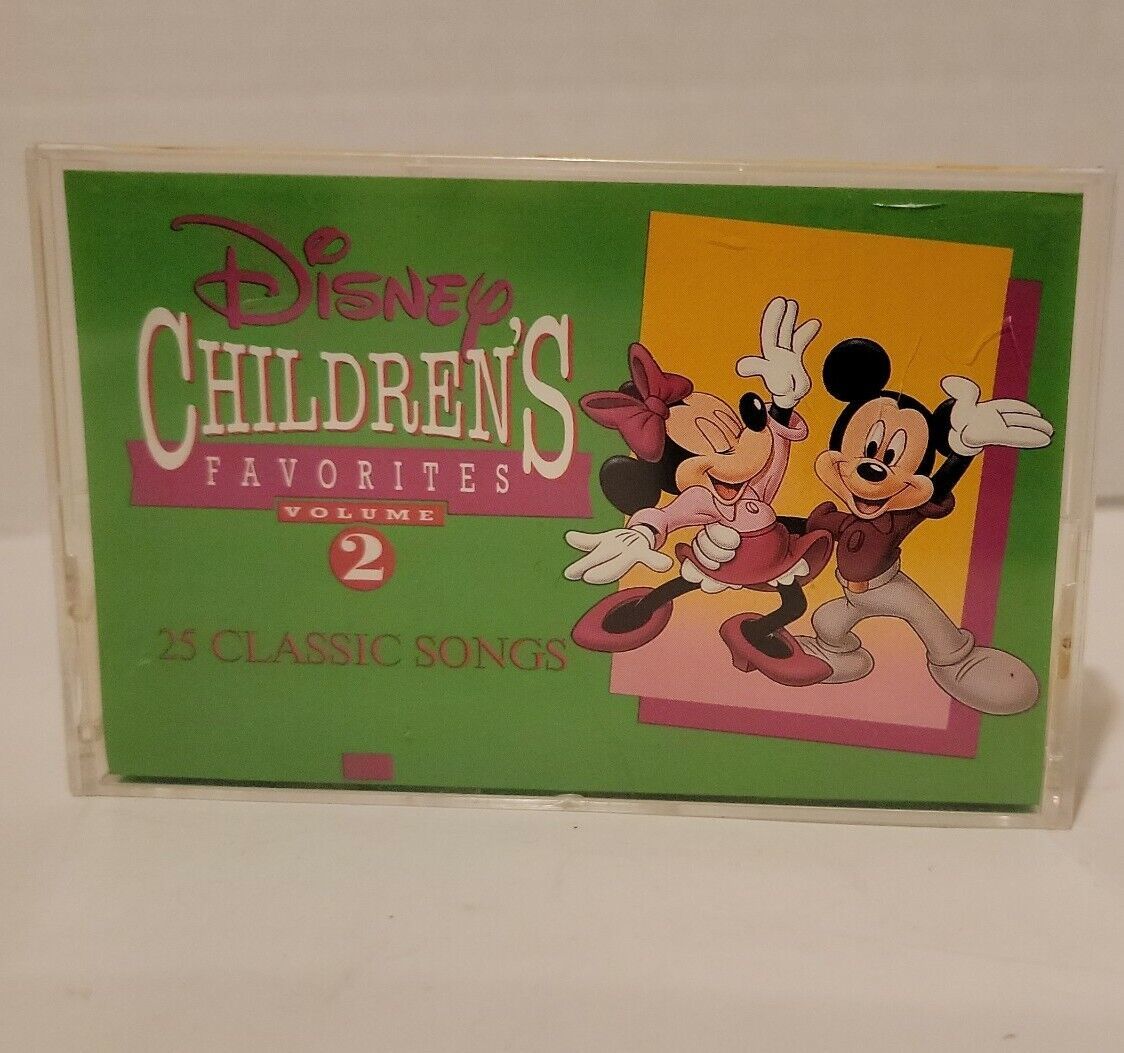 DISNEY
CHILDREN'S
FAVORITES
VOLUME
2
25 CLASSIC SONGS